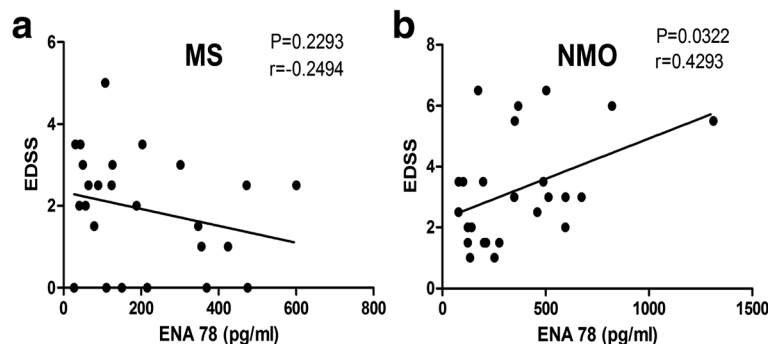 a
MS
P=0.2293
r=-0.2494
EDSS
6
4
2
0
0 200 400 600 800
ENA 78 (pg/ml)
b
NMO
P=0.0322
r=0.4293
EDSS
8
6
4
2
0
0 500 1000 1500
ENA 78 (pg/ml)